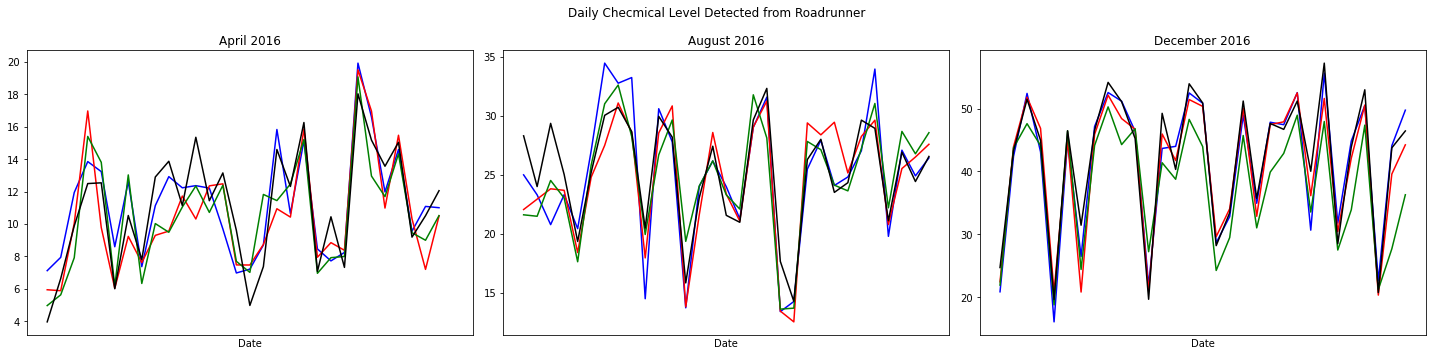 Daily Checmical Level Detected from Roadrunner
April 2016
20
18
16
14
12
10
8
6
4
Date
August 2016
35
30
25
20
15
Date
December 2016
50
40
30
20
Date